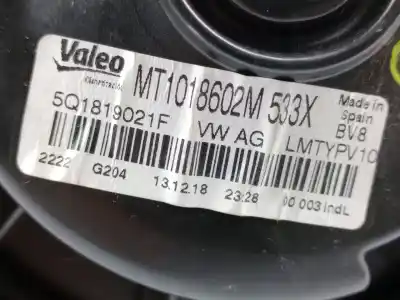 Valeo MT1018602M 533X Made in
Spain
5Q1819021F VW AG LMTYPV1C BV8
2222 G204 13.12.18 23:28 00 003 indL